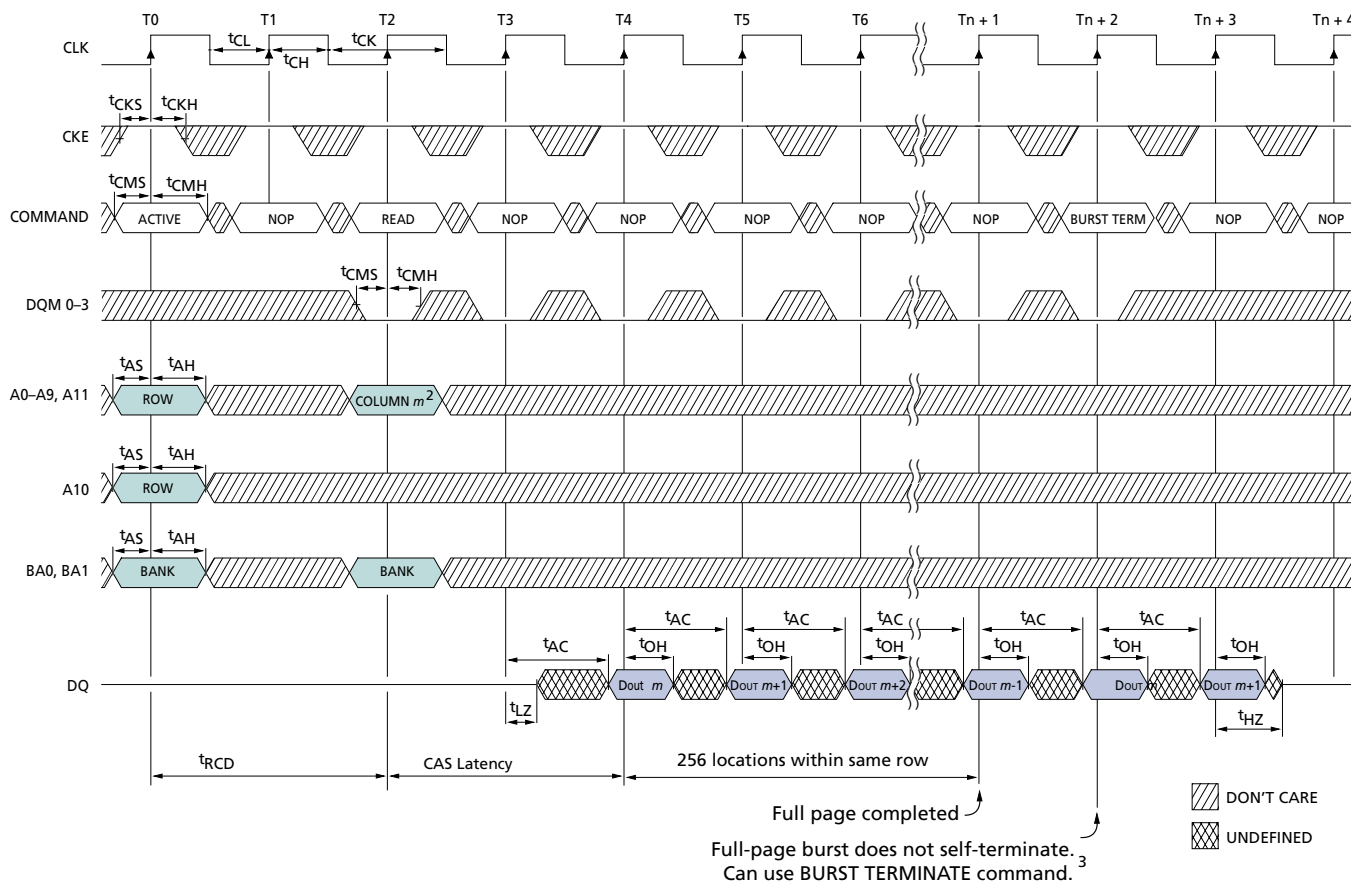 T0 T1 T2 T3 T4 T5 T6 Tn + 1 Tn + 2 Tn + 3 Tn + 4
CLK
tCL tCK
tCH
tCKS tCKH
CKE
tCMS tCMH
COMMAND ACTIVE NOP READ NOP NOP NOP NOP NOP BURST TERM NOP NOP
tCMS tCMH
DQM 0–3
tAS tAH
A0–A9, A11 ROW COLUMN m2
tAS tAH
A10 ROW
tAS tAH
BA0, BA1 BANK BANK
tAC tAC tAC tAC tAC
tAC tOH tOH tOH tOH tOH tOH
DQ Dout m DOUT m+1 DOUT m+2 DOUT m-1 DOUT m DOUT m+1
tLZ tHZ
tRCD CAS Latency 256 locations within same row
Full page completed
DON'T CARE
UNDEFINED
Full-page burst does not self-terminate.
Can use BURST TERMINATE command. 3